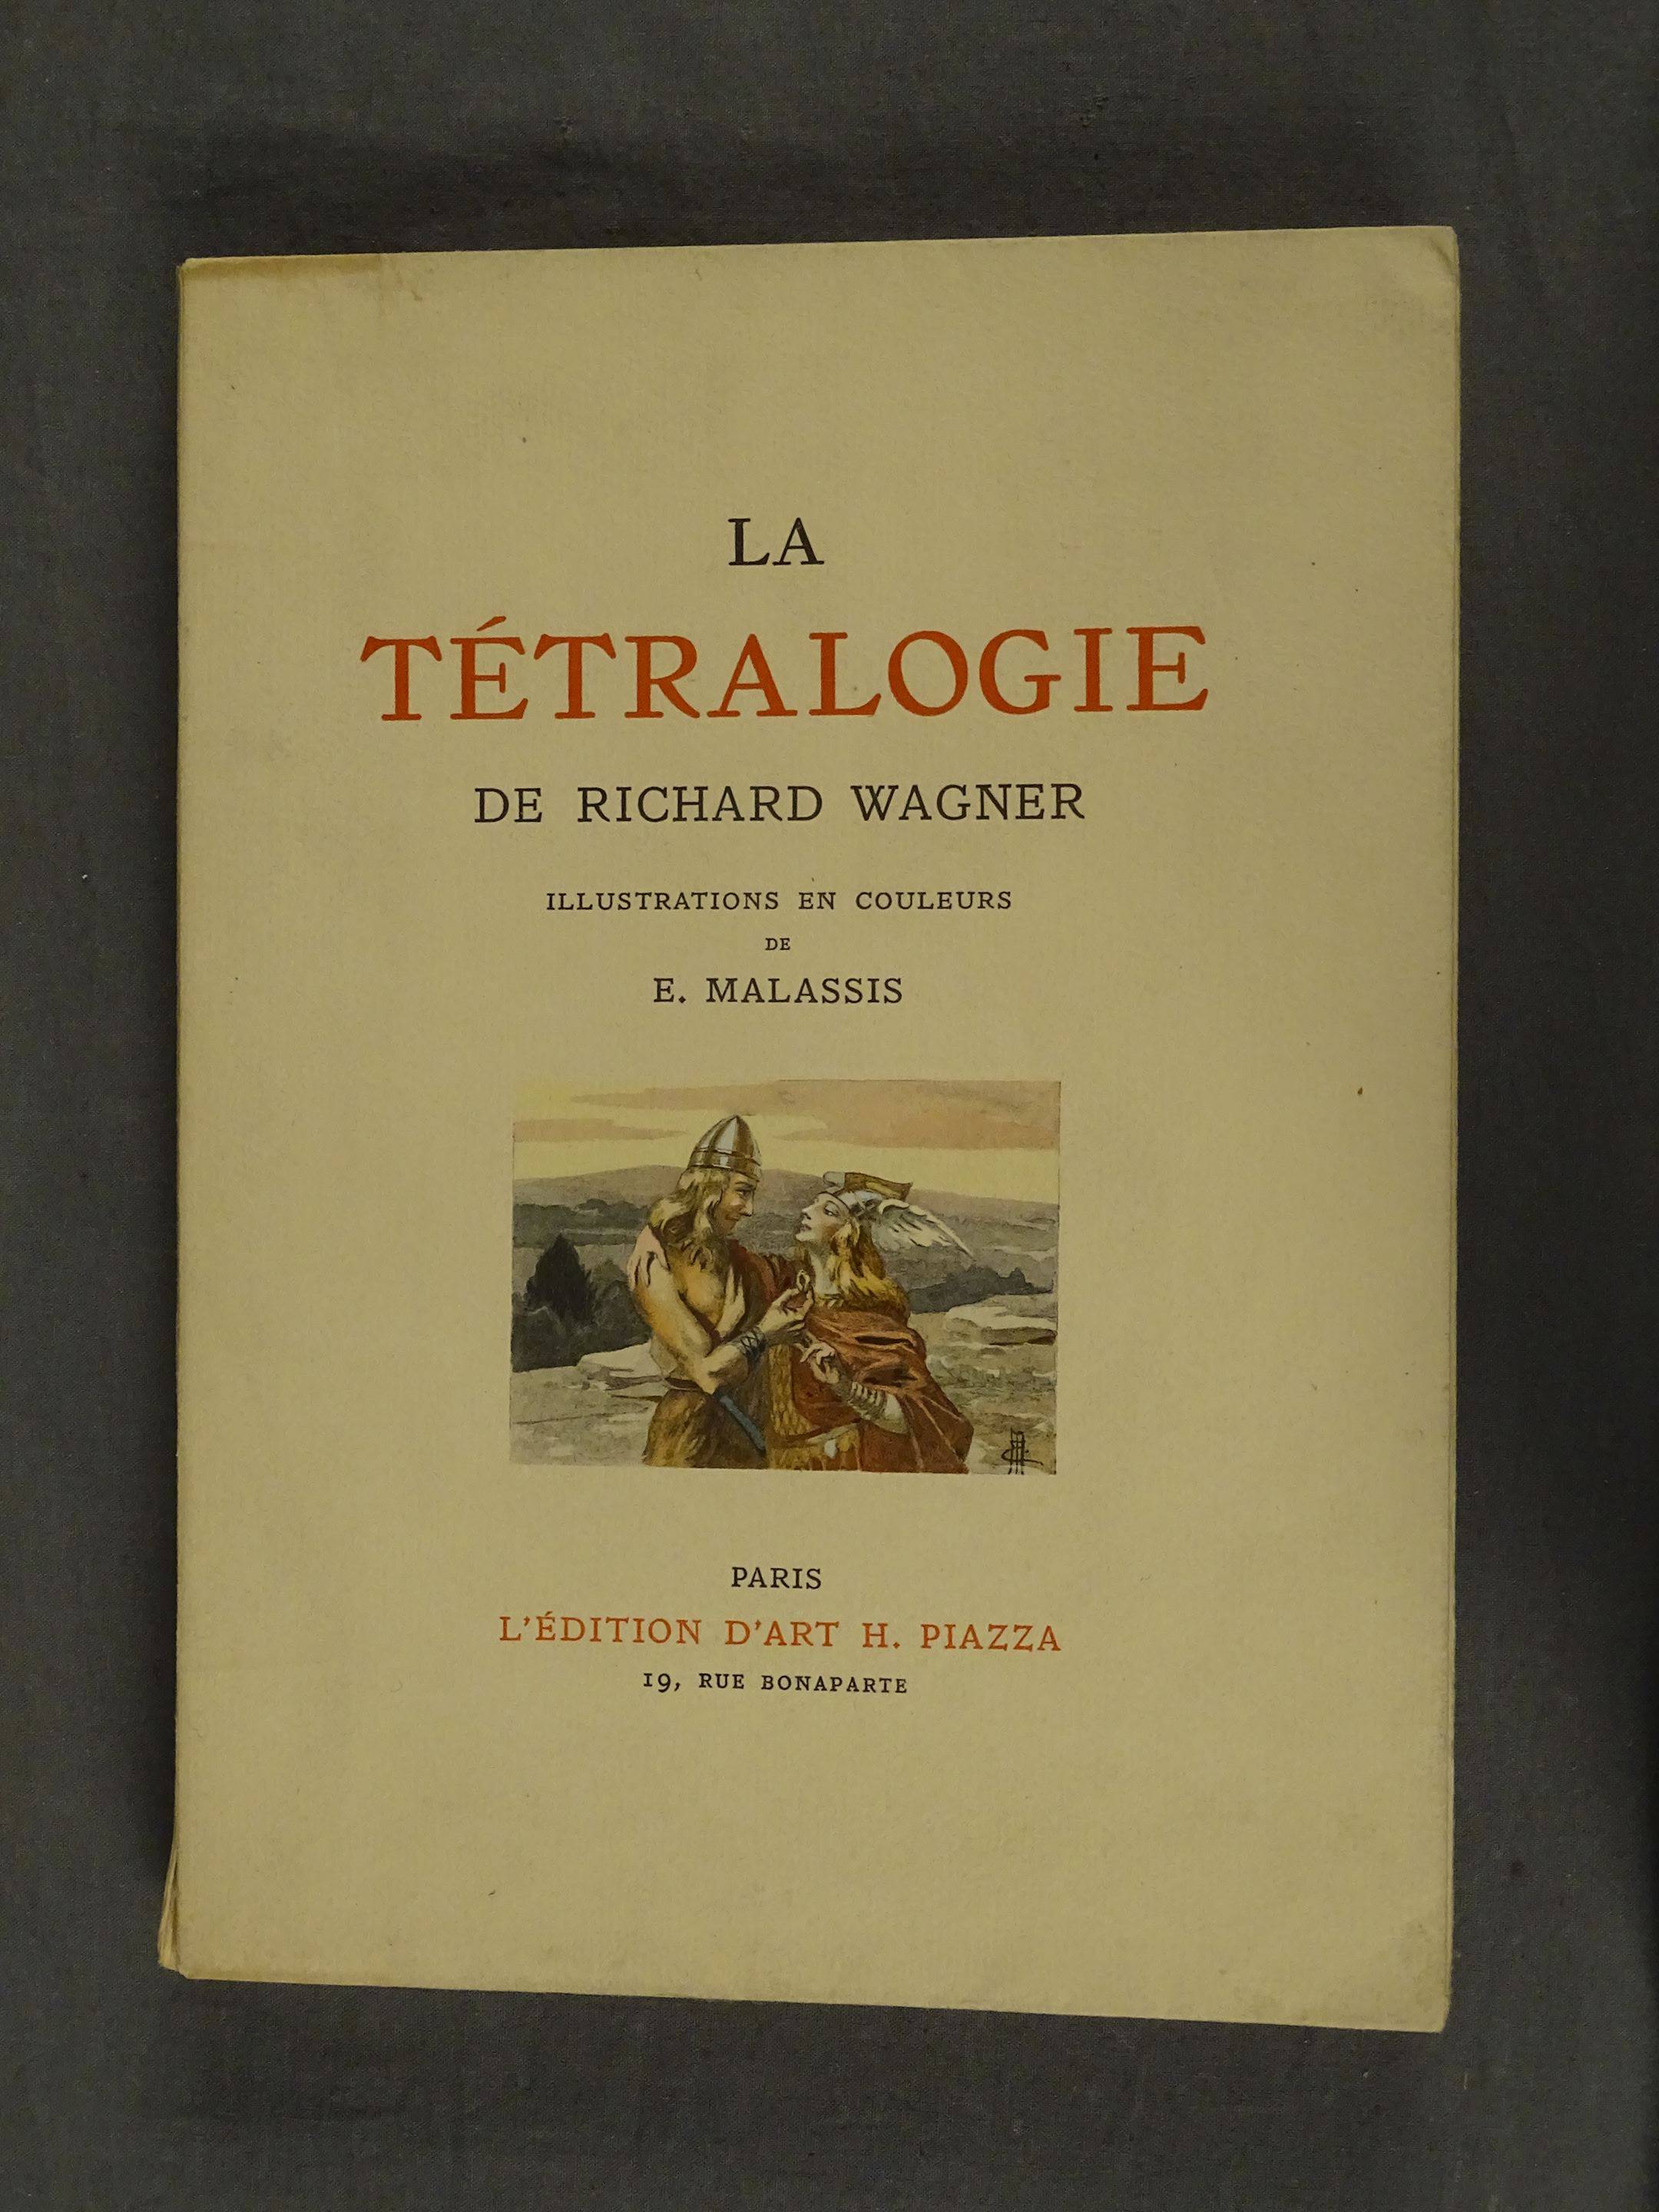 LA
TÉTRALOGIE
DE RICHARD WAGNER
ILLUSTRATIONS EN COULEURS
DE
E. MALASSIS
PARIS
L'ÉDITION D'ART H. PIAZZA
19, RUE BONAPARTE